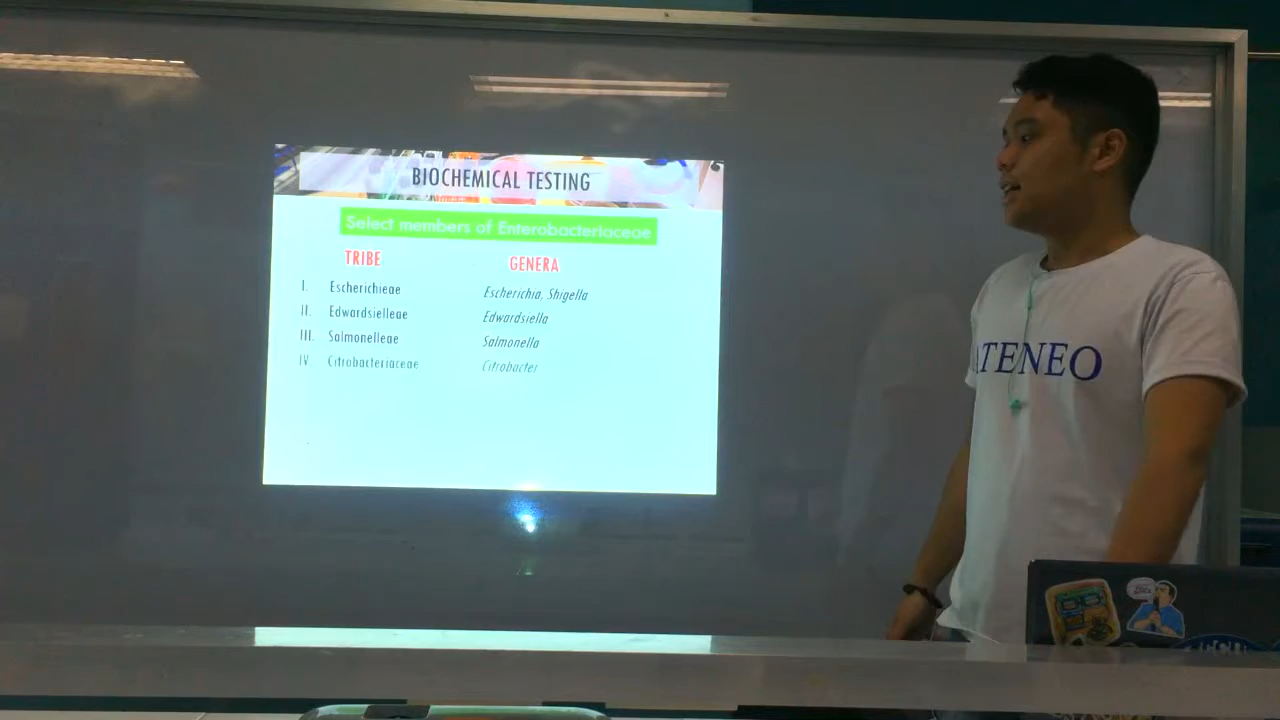 BIOCHEMICAL TESTING
Select members of Enterobacteriaceae
TRIBE GENERA
I. Escherichieae Escherichia, Shigella
II. Edwardsielleae Edwardsiella
III. Salmonelleae Salmonella
IV Citrobacteriaceae Citrobacter
ATENEO